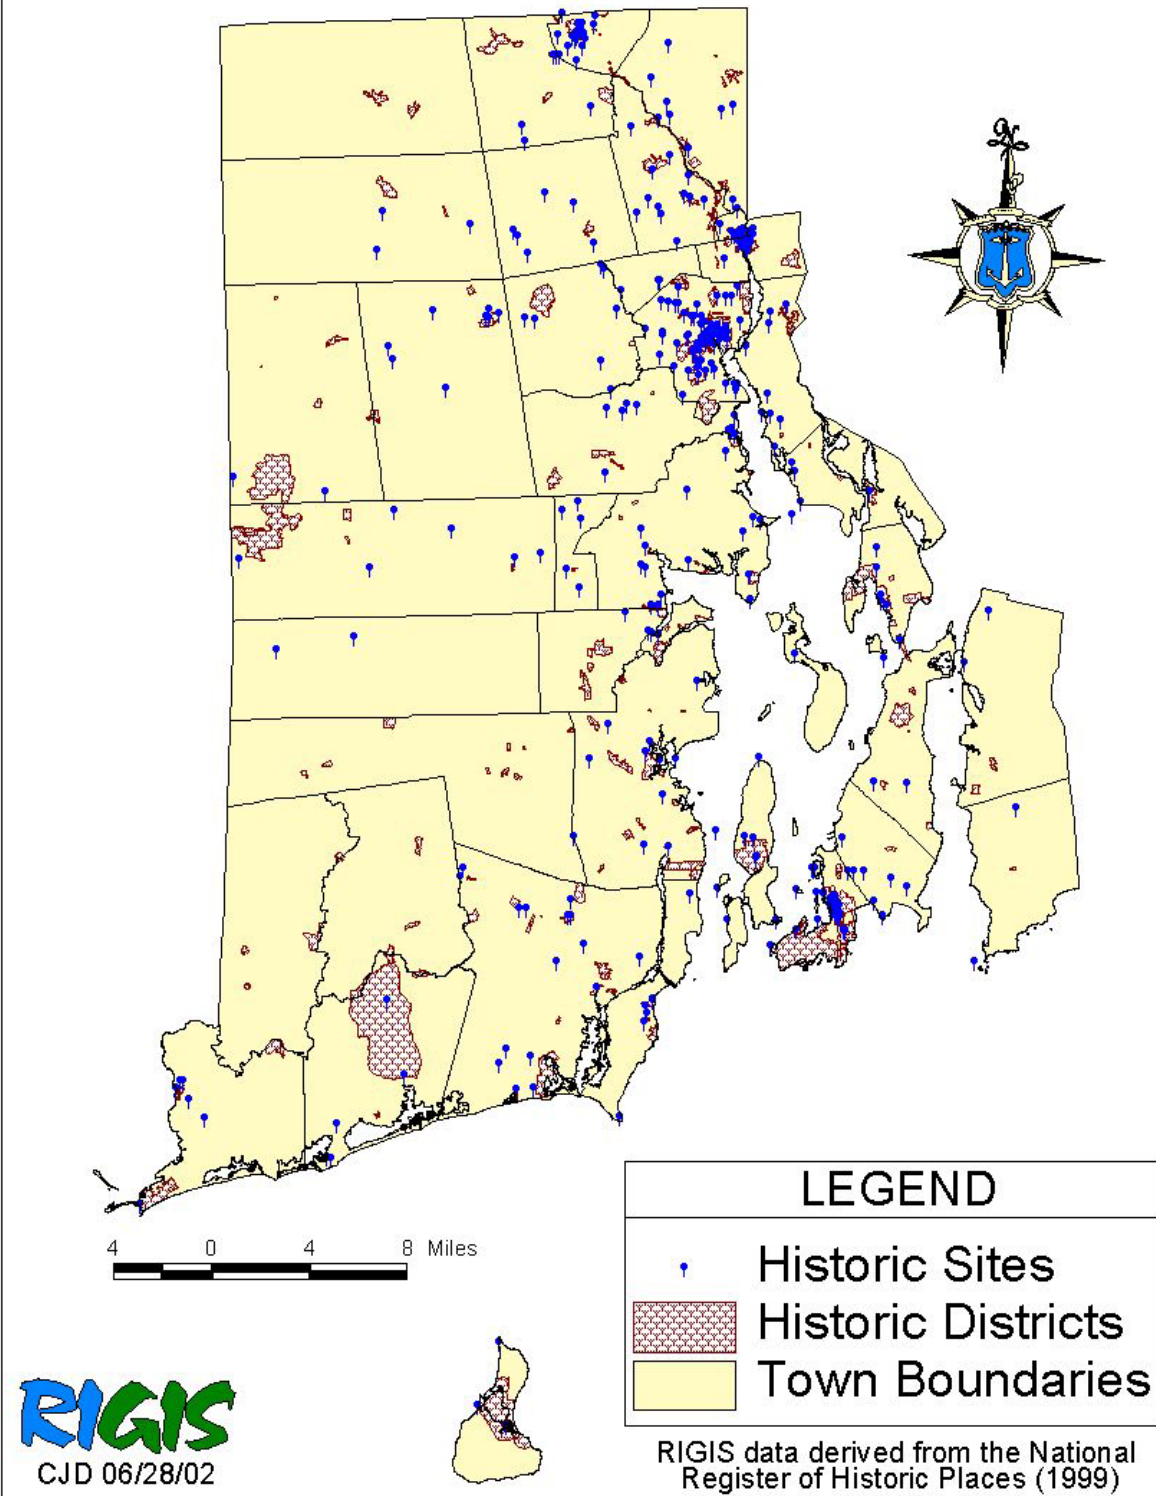 N
4 0 4 8 Miles
LEGEND
Historic Sites
Historic Districts
Town Boundaries
RIGIS
CJD 06/28/02
RIGIS data derived from the National
Register of Historic Places (1999)